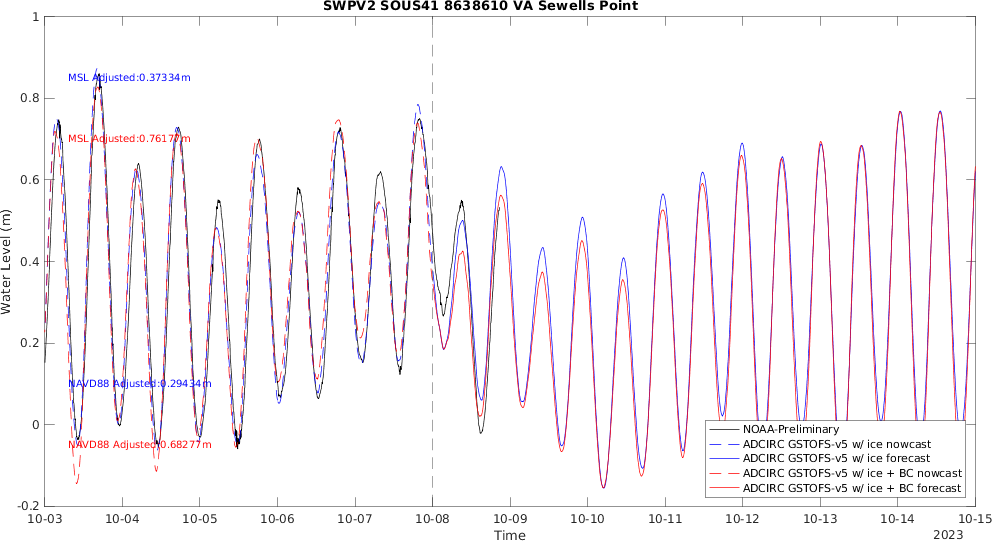 SWPV2 SOUS41 8638610 VA Sewells Point
1
0.8
0.6
0.4
0.2
0
-0.2
Water Level (m)
MSL Adjusted:0.37334m
MSL Adjusted:0.76177m
NAVD88 Adjusted:0.29434m
NAVD88 Adjusted:0.68277m
NOAA-Preliminary
ADCIRC GSTOFS-v5 w/ ice nowcast
ADCIRC GSTOFS-v5 w/ ice forecast
ADCIRC GSTOFS-v5 w/ ice + BC nowcast
ADCIRC GSTOFS-v5 w/ ice + BC forecast
10-03 10-04 10-05 10-06 10-07 10-08 10-09 10-10 10-11 10-12 10-13 10-14 10-15
Time
2023